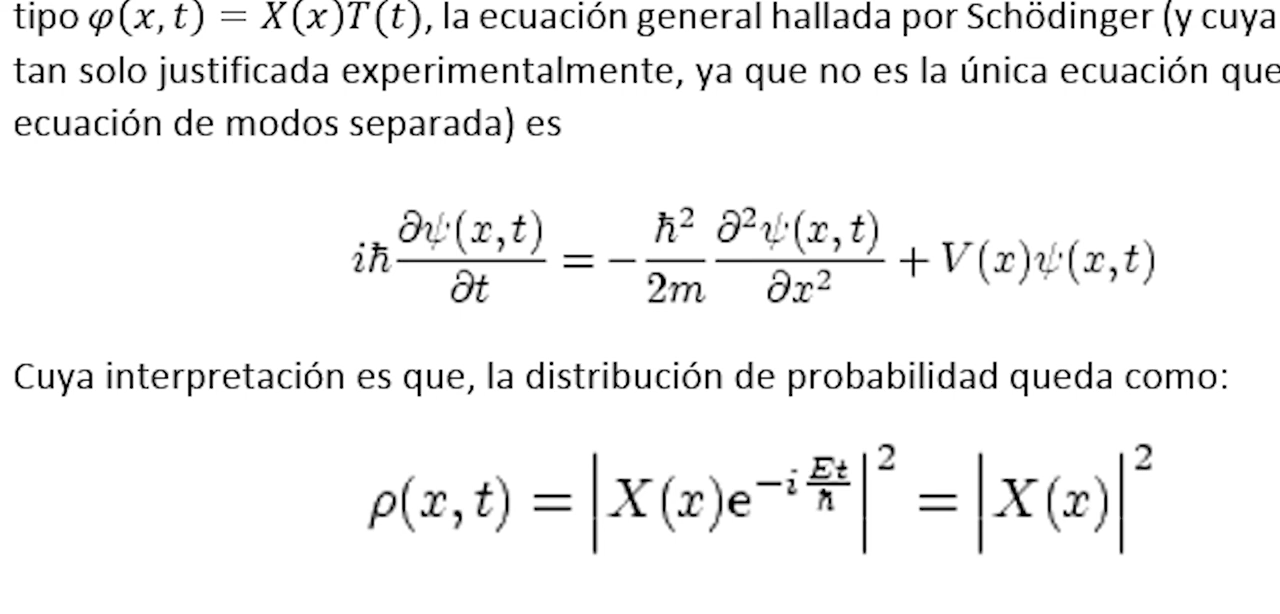 tipo φ(x, t) = X(x)T(t), la ecuación general hallada por Schödinger (y cuya
tan solo justificada experimentalmente, ya que no es la única ecuación que
ecuación de modos separada) es
iħ ∂ψ(x,t)/∂t = − ħ²/2m ∂²ψ(x,t)/∂x² + V(x)ψ(x,t)
Cuya interpretación es que, la distribución de probabilidad queda como:
ρ(x,t) = |X(x)e^{−i Et/ħ}|² = |X(x)|²